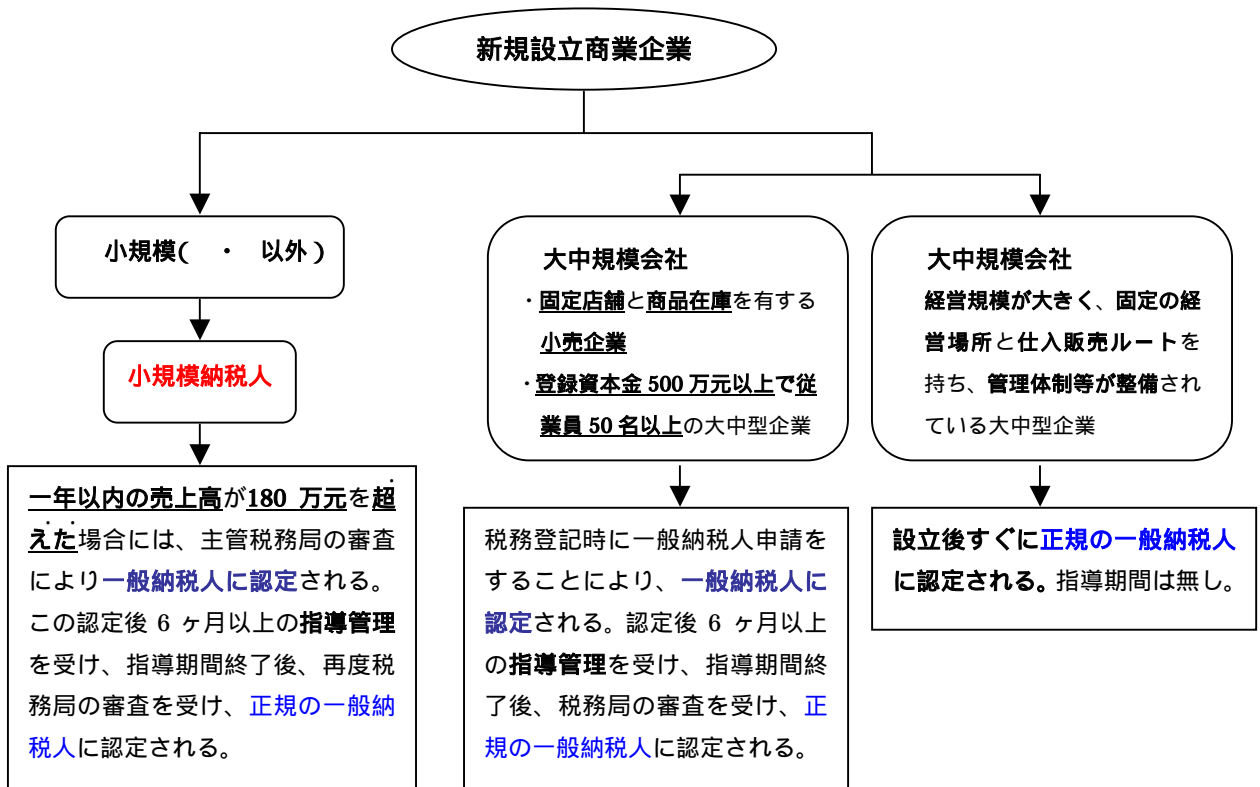 新規設立商業企業
小規模(　・　以外)
小規模納税人
一年以内の売上高が180 万元を超
えた場合には、主管税務局の審査
により一般納税人に認定される。
この認定後 6 ヶ月以上の指導管理
を受け、指導期間終了後、再度税
務局の審査を受け、正規の一般納
税人に認定される。
大中規模会社
・固定店舗と商品在庫を有する
小売企業
・登録資本金 500 万元以上で従
業員 50 名以上の大中型企業
税務登記時に一般納税人申請を
することにより、一般納税人に
認定される。認定後 6 ヶ月以上
の指導管理を受け、指導期間終
了後、税務局の審査を受け、正
規の一般納税人に認定される。
大中規模会社
経営規模が大きく、固定の経
営場所と仕入販売ルートを
持ち、管理体制等が整備され
ている大中型企業
設立後すぐに正規の一般納税人
に認定される。指導期間は無し。